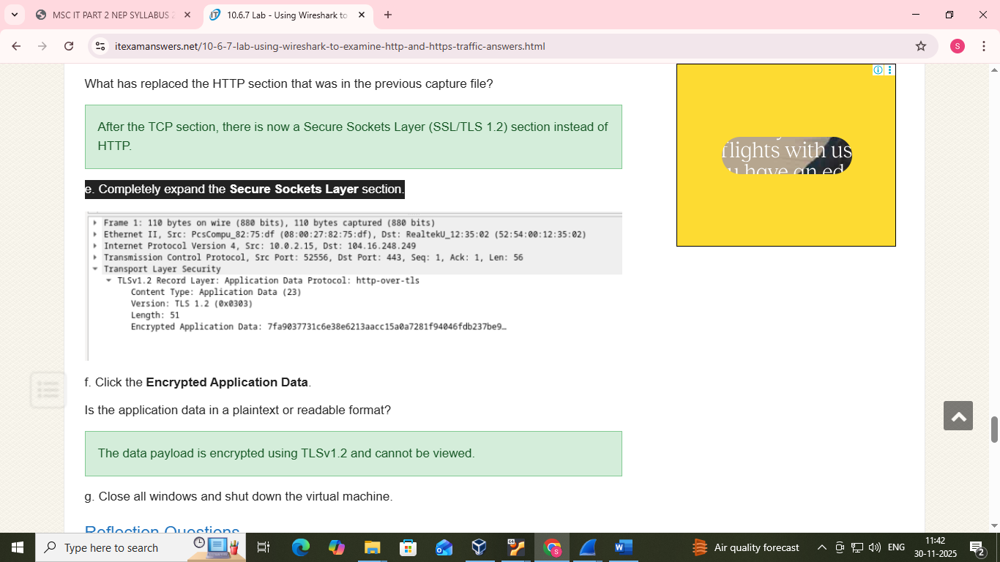 MSC IT PART 2 NEP SYLLABUS 2
10.6.7 Lab - Using Wireshark to
itexamanswers.net/10-6-7-lab-using-wireshark-to-examine-http-and-https-traffic-answers.html
S
What has replaced the HTTP section that was in the previous capture file?
After the TCP section, there is now a Secure Sockets Layer (SSL/TLS 1.2) section instead of
HTTP.
flights with us
u have an ed
e. Completely expand the Secure Sockets Layer section.
Frame 1: 110 bytes on wire (880 bits), 110 bytes captured (880 bits)
Ethernet II, Src: PcsCompu_82:75:df (08:00:27:82:75:df), Dst: RealtekU_12:35:02 (52:54:00:12:35:02)
Internet Protocol Version 4, Src: 10.0.2.15, Dst: 104.16.248.249
Transmission Control Protocol, Src Port: 52556, Dst Port: 443, Seq: 1, Ack: 1, Len: 56
Transport Layer Security
TLSv1.2 Record Layer: Application Data Protocol: http-over-tls
Content Type: Application Data (23)
Version: TLS 1.2 (0x0303)
Length: 51
Encrypted Application Data: 7fa9037731c6e38e6213aacc15a0a7281f94046fdb237be9…
f. Click the Encrypted Application Data.
Is the application data in a plaintext or readable format?
The data payload is encrypted using TLSv1.2 and cannot be viewed.
g. Close all windows and shut down the virtual machine.
Reflection Questions
Type here to search
Air quality forecast
ENG
11:42
30-11-2025
2